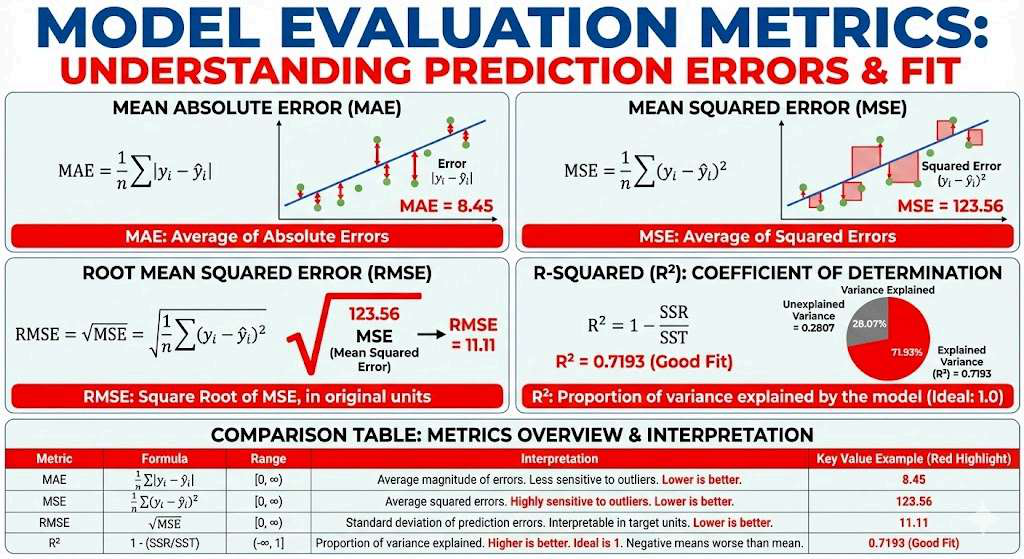 MODEL EVALUATION METRICS:
UNDERSTANDING PREDICTION ERRORS & FIT
MEAN ABSOLUTE ERROR (MAE)
MAE = 1/n ∑|yᵢ − ŷᵢ|
Error
|yᵢ − ŷᵢ|
MAE = 8.45
MAE: Average of Absolute Errors
MEAN SQUARED ERROR (MSE)
MSE = 1/n ∑(yᵢ − ŷᵢ)²
Squared Error
(yᵢ − ŷᵢ)²
MSE = 123.56
MSE: Average of Squared Errors
ROOT MEAN SQUARED ERROR (RMSE)
RMSE = √MSE = √(1/n ∑(yᵢ − ŷᵢ)²)
123.56
MSE
(Mean Squared
Error)
RMSE
= 11.11
RMSE: Square Root of MSE, in original units
R-SQUARED (R²): COEFFICIENT OF DETERMINATION
R² = 1 − SSR/SST
R² = 0.7193 (Good Fit)
Variance Explained
Unexplained
Variance
= 0.2807
28.07%
71.93%
Explained
Variance
(R²) = 0.7193
R²: Proportion of variance explained by the model (Ideal: 1.0)
COMPARISON TABLE: METRICS OVERVIEW & INTERPRETATION
Metric Formula Range Interpretation Key Value Example (Red Highlight)
MAE 1/n ∑|yᵢ − ŷᵢ| [0, ∞) Average magnitude of errors. Less sensitive to outliers. Lower is better. 8.45
MSE 1/n ∑(yᵢ − ŷᵢ)² [0, ∞) Average squared errors. Highly sensitive to outliers. Lower is better. 123.56
RMSE √MSE [0, ∞) Standard deviation of prediction errors. Interpretable in target units. Lower is better. 11.11
R² 1 - (SSR/SST) (-∞, 1] Proportion of variance explained. Higher is better. Ideal is 1. Negative means worse than mean. 0.7193 (Good Fit)